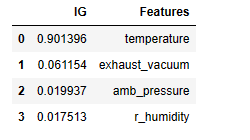 IG Features
0 0.901396 temperature
1 0.061154 exhaust_vacuum
2 0.019937 amb_pressure
3 0.017513 r_humidity